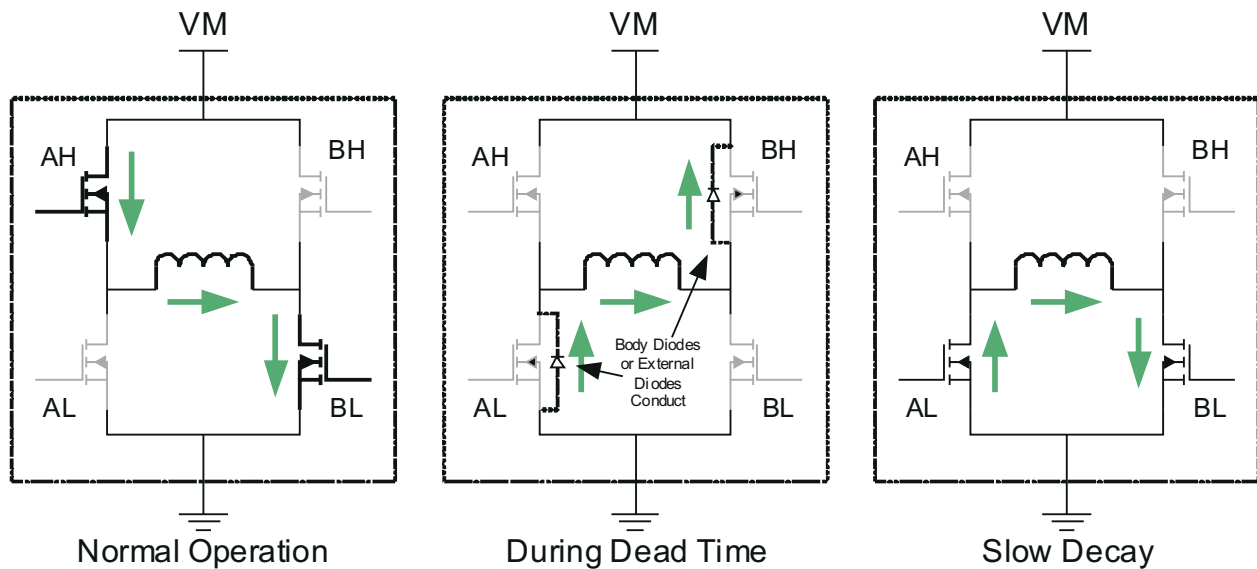 VM
AH
BH
AL
BL
Normal Operation
VM
AH
BH
Body Diodes
or External
Diodes
Conduct
AL
BL
During Dead Time
VM
AH
BH
AL
BL
Slow Decay